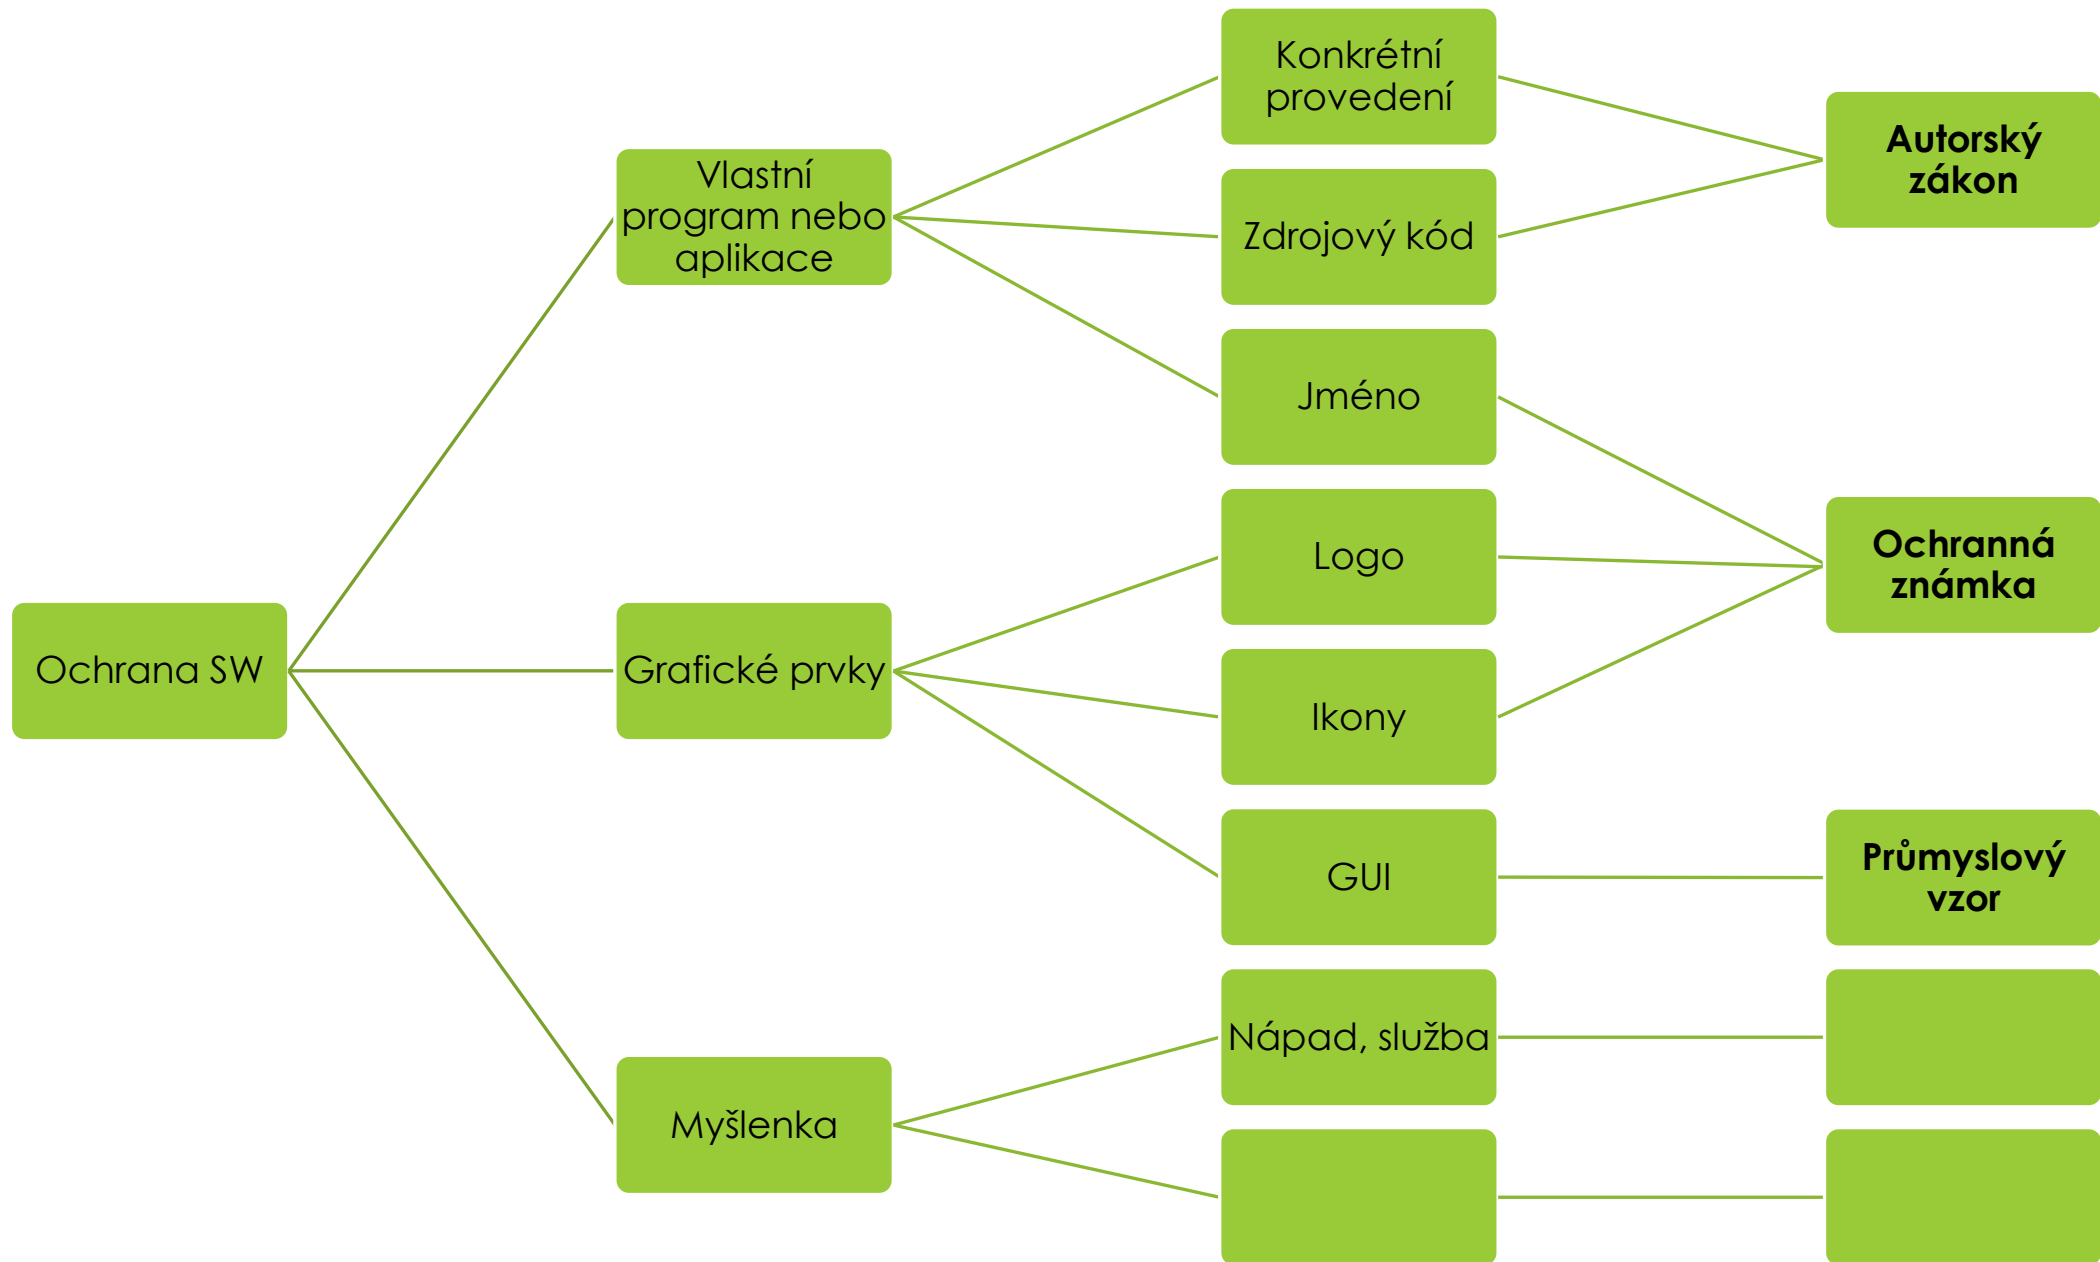 Ochrana SW
Vlastní
program nebo
aplikace
Grafické prvky
Myšlenka
Konkrétní
provedení
Zdrojový kód
Jméno
Logo
Ikony
GUI
Nápad, služba
Autorský
zákon
Ochranná
známka
Průmyslový
vzor